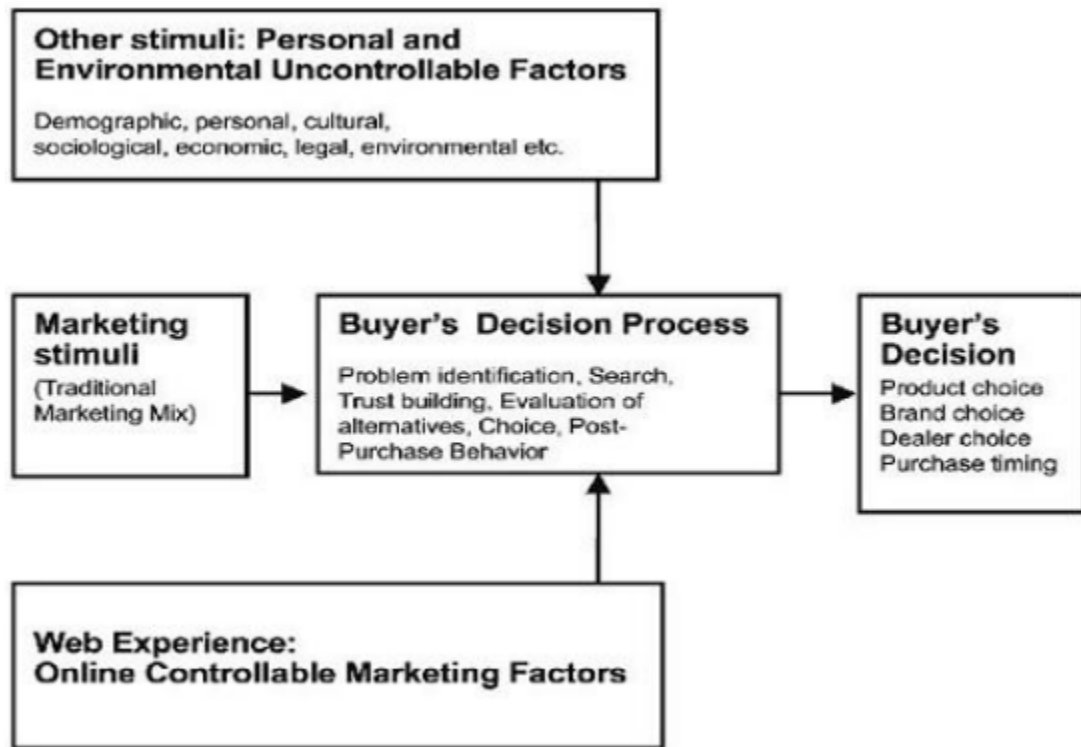 Other stimuli: Personal and
Environmental Uncontrollable Factors
Demographic, personal, cultural,
sociological, economic, legal, environmental etc.
Marketing
stimuli
(Traditional
Marketing Mix)
Buyer's Decision Process
Problem identification, Search,
Trust building, Evaluation of
alternatives, Choice, Post-
Purchase Behavior
Buyer's
Decision
Product choice
Brand choice
Dealer choice
Purchase timing
Web Experience:
Online Controllable Marketing Factors